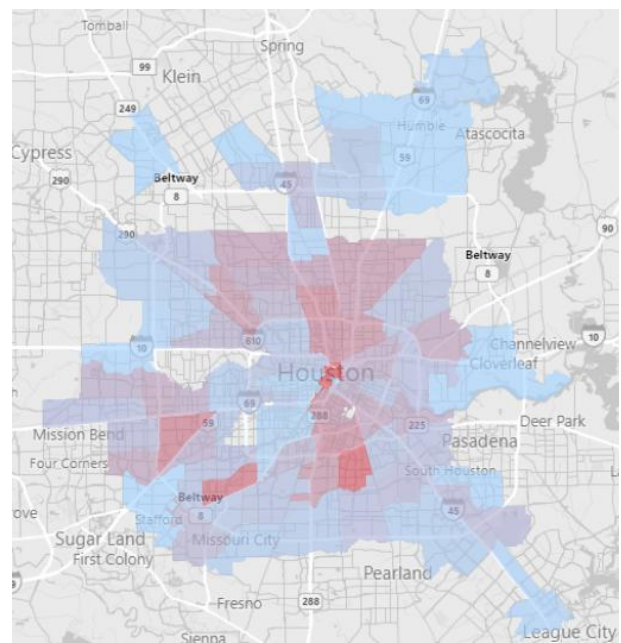 Tomball
Spring
99
Klein
249
69
Humble
Atascocita
Cypress
59
290
Beltway
8
45
290
90
Beltway
8
610
10
Channelview
Cloverleaf
10
Houston
69
288
59
Mission Bend
225
Deer Park
Pasadena
Four Corners
South Houston
Beltway
8
45
Stafford
Sugar Land
Missouri City
First Colony
Pearland
Fresno
288
Sienna
League City